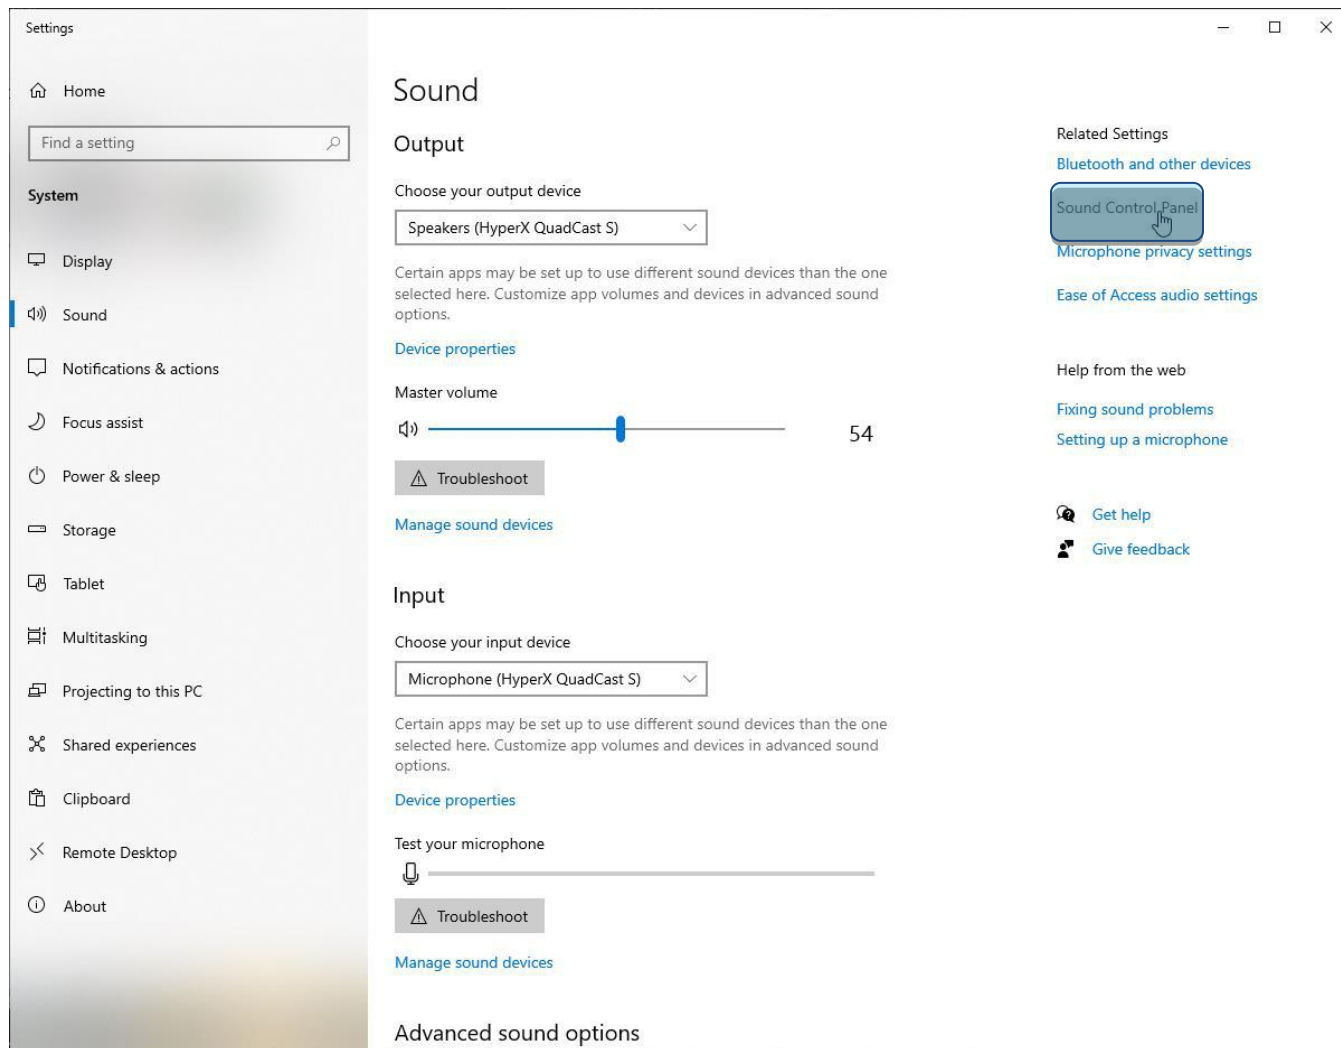 Settings
Home
Find a setting
System
Display
Sound
Notifications & actions
Focus assist
Power & sleep
Storage
Tablet
Multitasking
Projecting to this PC
Shared experiences
Clipboard
Remote Desktop
About
Sound
Output
Choose your output device
Speakers (HyperX QuadCast S)
Certain apps may be set up to use different sound devices than the one
selected here. Customize app volumes and devices in advanced sound
options.
Device properties
Master volume
54
Troubleshoot
Manage sound devices
Input
Choose your input device
Microphone (HyperX QuadCast S)
Certain apps may be set up to use different sound devices than the one
selected here. Customize app volumes and devices in advanced sound
options.
Device properties
Test your microphone
Troubleshoot
Manage sound devices
Advanced sound options
Related Settings
Bluetooth and other devices
Sound Control Panel
Microphone privacy settings
Ease of Access audio settings
Help from the web
Fixing sound problems
Setting up a microphone
Get help
Give feedback